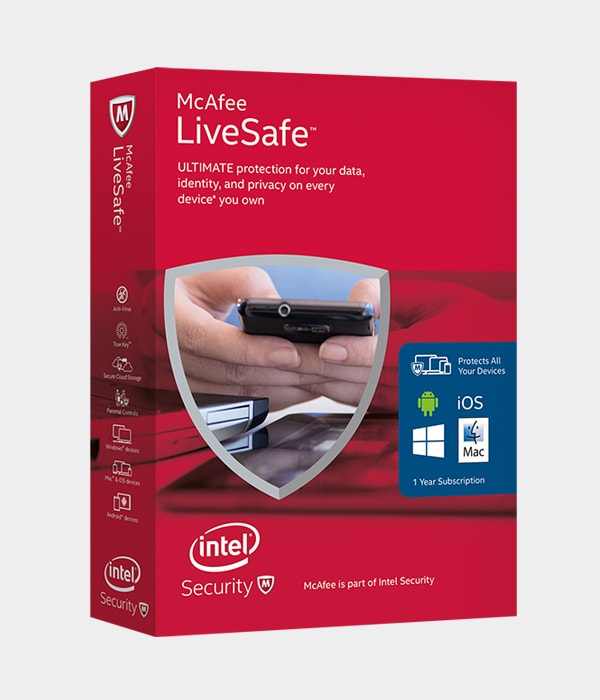 McAfee
LiveSafe™
ULTIMATE protection for your data,
identity, and privacy on every
device* you own
Protects All
Your Devices
iOS
Mac
1 Year Subscription
intel
Security
McAfee is part of Intel Security
McAfee
LiveSafe™
Anti-Virus
True Key™
Secure Cloud Storage
Parental Controls
Windows® devices
Mac® & iOS devices
Android™ devices
intel
Security